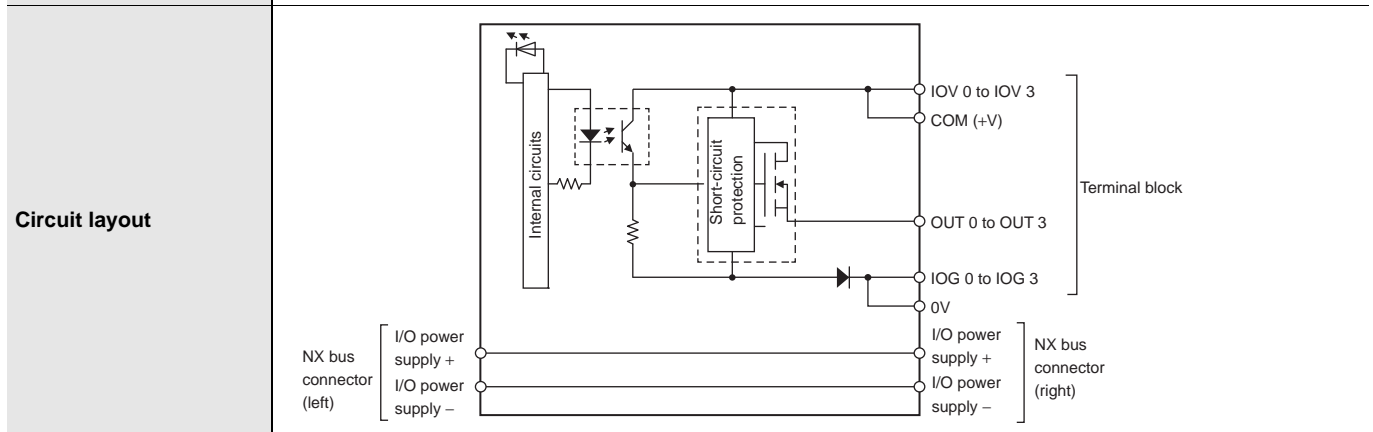 Circuit layout
Internal circuits
Short-circuit
protection
IOV 0 to IOV 3
COM (+V)
OUT 0 to OUT 3
IOG 0 to IOG 3
0V
Terminal block
NX bus
connector
(left)
I/O power
supply +
I/O power
supply −
I/O power
supply +
I/O power
supply −
NX bus
connector
(right)